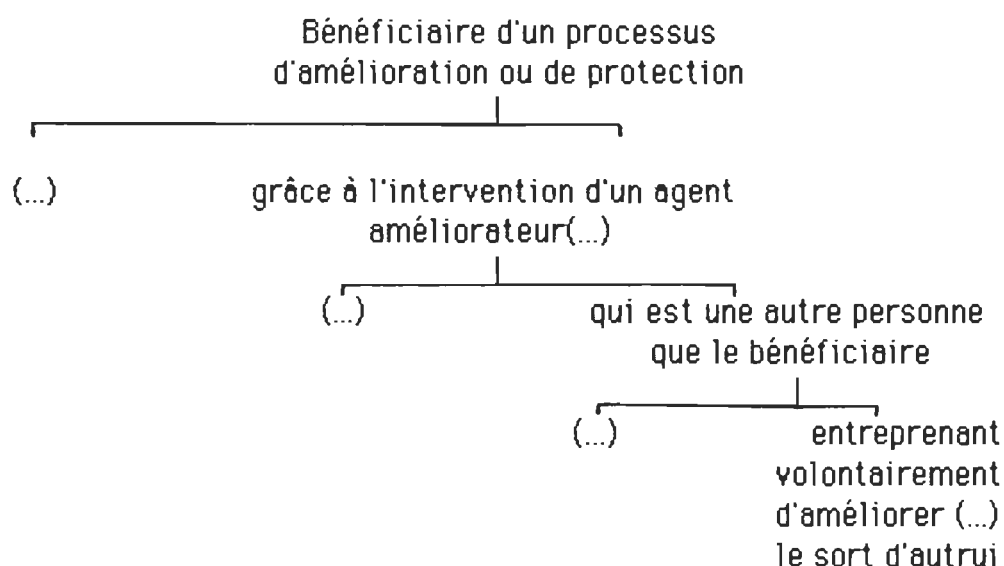 Bénéficiaire d'un processus
d'amélioration ou de protection
(...)
grâce à l'intervention d'un agent
améliorateur(...)
(...)
qui est une autre personne
que le bénéficiaire
(...)
entreprenant
volontairement
d'améliorer (...)
le sort d'autrui